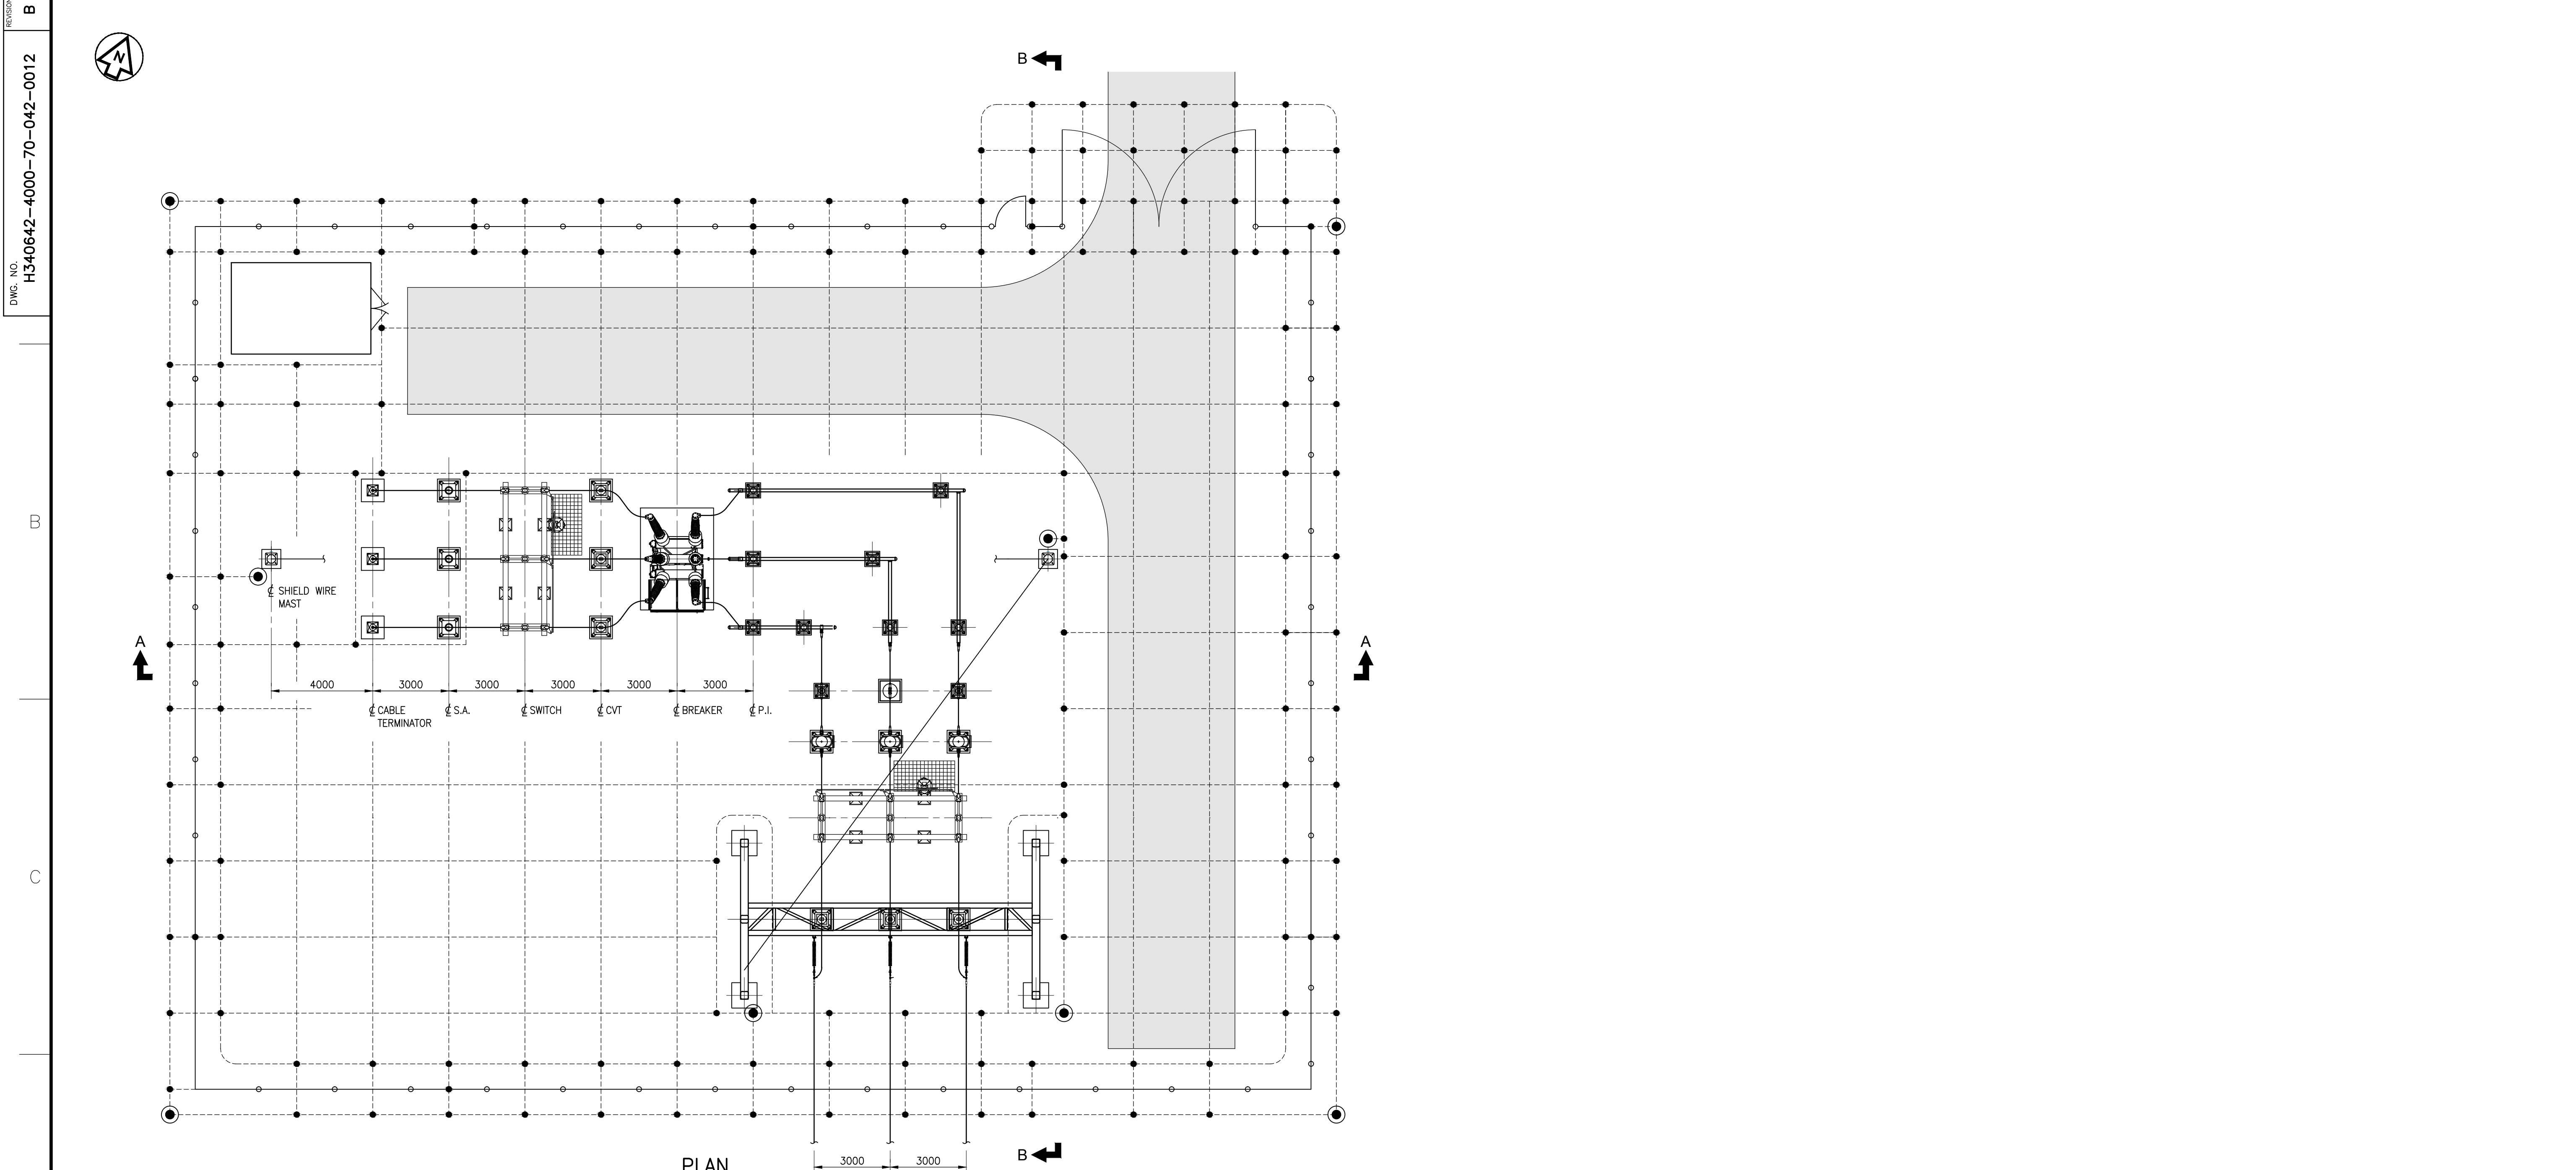 REVISION
B
DWG. NO.
H340642-4000-70-042-0012
N
B
B
C
A
A
℄ SHIELD WIRE
MAST
4000
3000
3000
3000
3000
3000
℄ CABLE
TERMINATOR
℄ S.A.
℄ SWITCH
℄ CVT
℄ BREAKER
℄ P.I.
B
3000
3000
PLAN